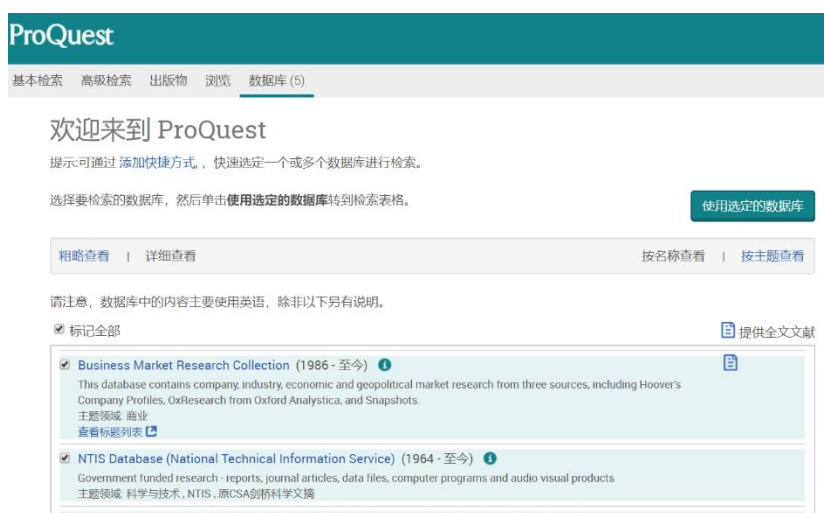 ProQuest
基本检索 高级检索 出版物 浏览 数据库 (5)
欢迎来到 ProQuest
提示:可通过 添加快捷方式, ，快速选定一个或多个数据库进行检索。
选择要检索的数据库，然后单击使用选定的数据库转到检索表格。
使用选定的数据库
粗略查看 | 详细查看 按名称查看 | 按主题查看
请注意，数据库中的内容主要使用英语，除非以下另有说明。
标记全部 提供全文文献
Business Market Research Collection (1986 - 至今)
This database contains company, industry, economic and geopolitical market research from three sources, including Hoover's
Company Profiles, OxResearch from Oxford Analystica, and Snapshots.
主题领域: 商业
查看标题列表
NTIS Database (National Technical Information Service) (1964 - 至今)
Government funded research - reports, journal articles, data files, computer programs and audio visual products
主题领域: 科学与技术 , NTIS , 原CSA剑桥科学文摘